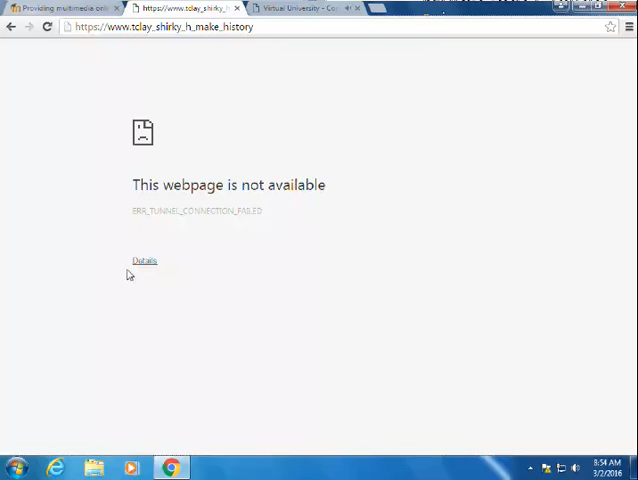 Providing multimedia onli
https://www.tclay_shirky_h
Virtual University - Co
https://www.tclay_shirky_h_make_history
This webpage is not available
ERR_TUNNEL_CONNECTION_FAILED
Details
8:54 AM
3/2/2016